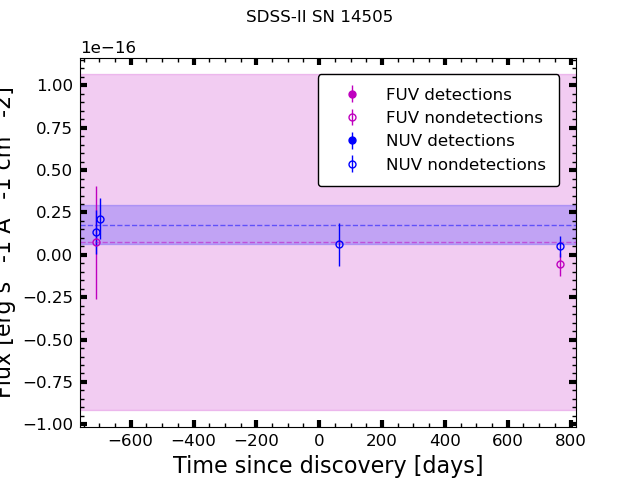 SDSS-II SN 14505
1e−16
FUV detections
FUV nondetections
NUV detections
NUV nondetections
1.00
0.75
0.50
0.25
0.00
−0.25
−0.50
−0.75
−1.00
Flux [erg s -1 A -1 cm -2]
−600 −400 −200 0 200 400 600 800
Time since discovery [days]